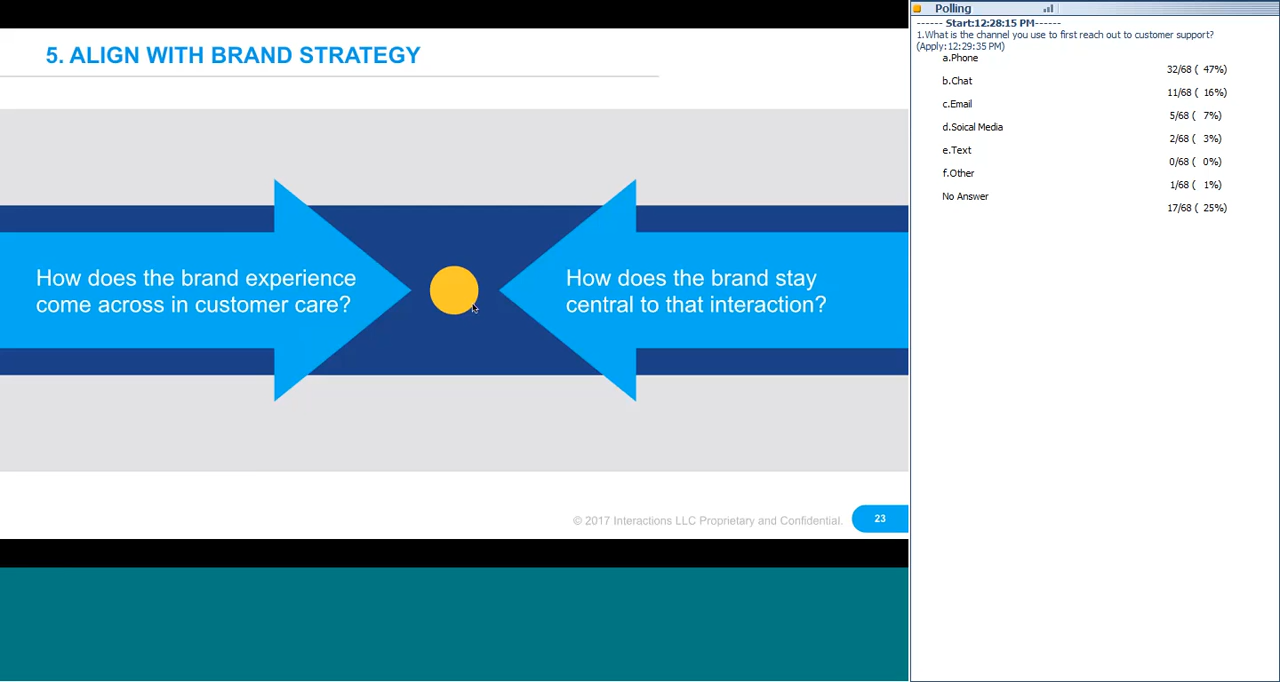 5. ALIGN WITH BRAND STRATEGY
How does the brand experience
come across in customer care?
How does the brand stay
central to that interaction?
© 2017 Interactions LLC Proprietary and Confidential.
23
Polling
------ Start:12:28:15 PM------
1.What is the channel you use to first reach out to customer support?
(Apply:12:29:35 PM)
a.Phone
32/68 ( 47%)
b.Chat
11/68 ( 16%)
c.Email
5/68 ( 7%)
d.Soical Media
2/68 ( 3%)
e.Text
0/68 ( 0%)
f.Other
1/68 ( 1%)
No Answer
17/68 ( 25%)